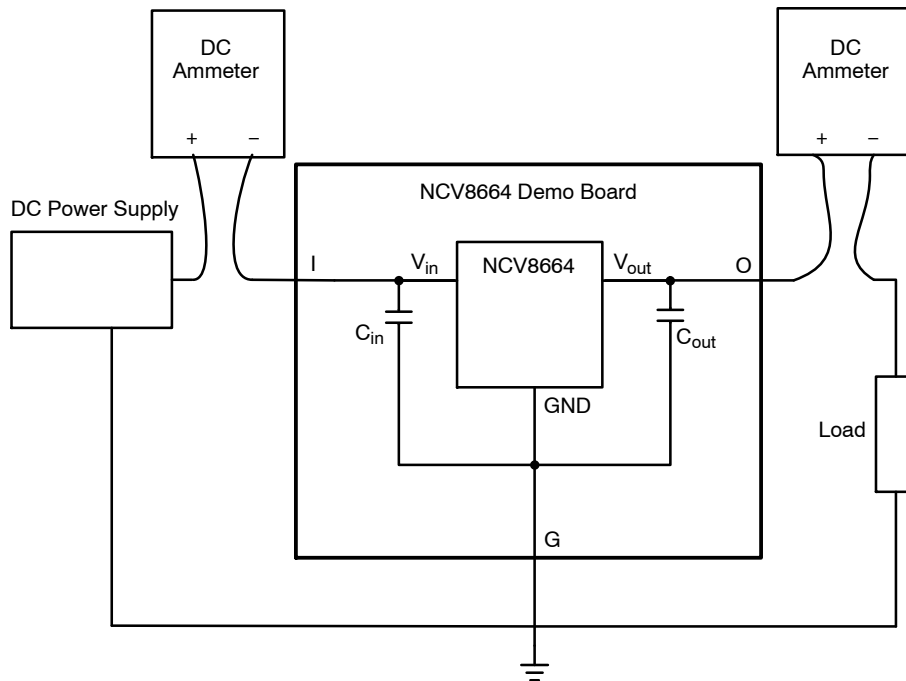 DC
Ammeter
+ −
DC
Ammeter
+ −
DC Power Supply
NCV8664 Demo Board
I
Vin
NCV8664
Vout
O
Cin
Cout
GND
Load
G